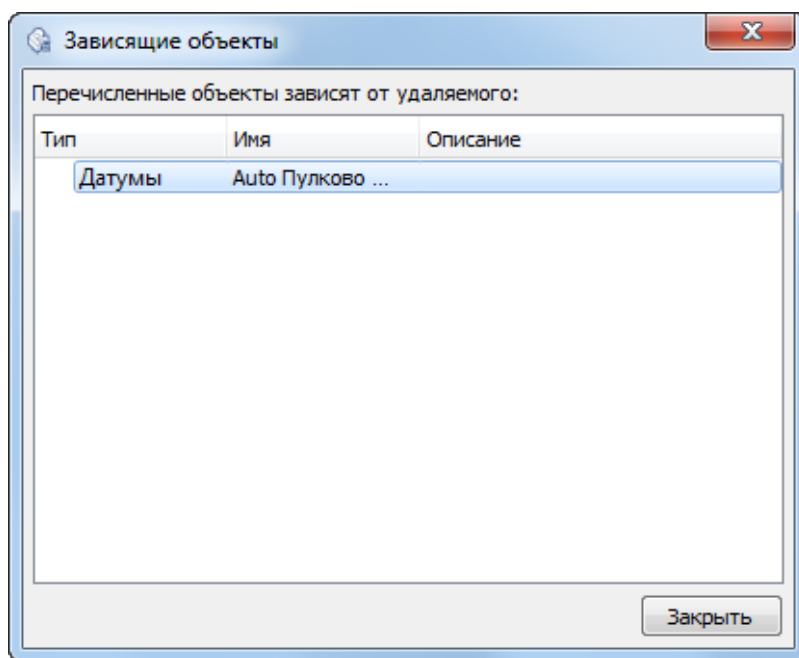 Зависящие объекты
Перечисленные объекты зависят от удаляемого:
Тип Имя Описание
Датумы Auto Пулково ...
Закрыть